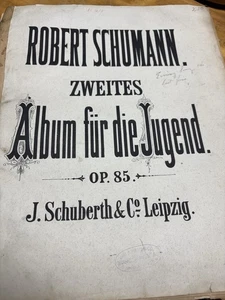 ROBERT SCHUMANN.
ZWEITES
Album für die Jugend.
OP. 85.
J. Schuberth & Co. Leipzig.